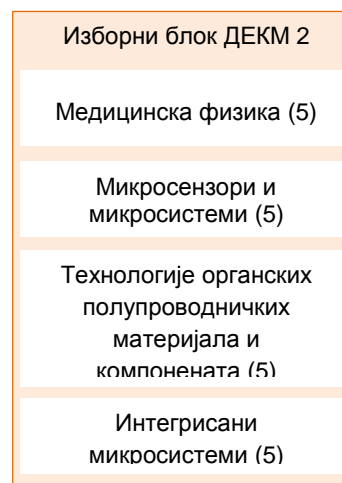 Изборни блок ДЕКМ 2
Медицинска физика (5)
Микросензори и
микросистеми (5)
Технологије органских
полупроводничких
материјала и
компонената (5)
Интегрисани
микросистеми (5)